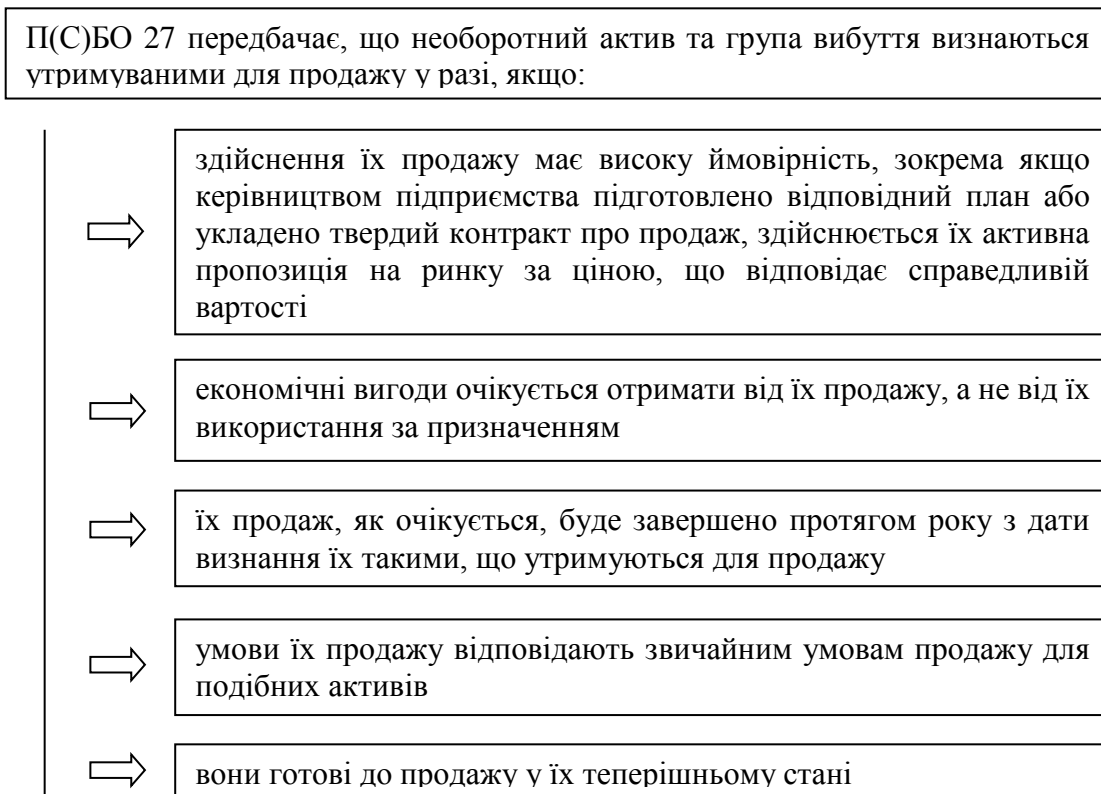 П(С)БО 27 передбачає, що необоротний актив та група вибуття визнаються
утримуваними для продажу у разі, якщо:
здійснення їх продажу має високу ймовірність, зокрема якщо
керівництвом підприємства підготовлено відповідний план або
укладено твердий контракт про продаж, здійснюється їх активна
пропозиція на ринку за ціною, що відповідає справедливій
вартості
економічні вигоди очікується отримати від їх продажу, а не від їх
використання за призначенням
їх продаж, як очікується, буде завершено протягом року з дати
визнання їх такими, що утримуються для продажу
умови їх продажу відповідають звичайним умовам продажу для
подібних активів
вони готові до продажу у їх теперішньому стані